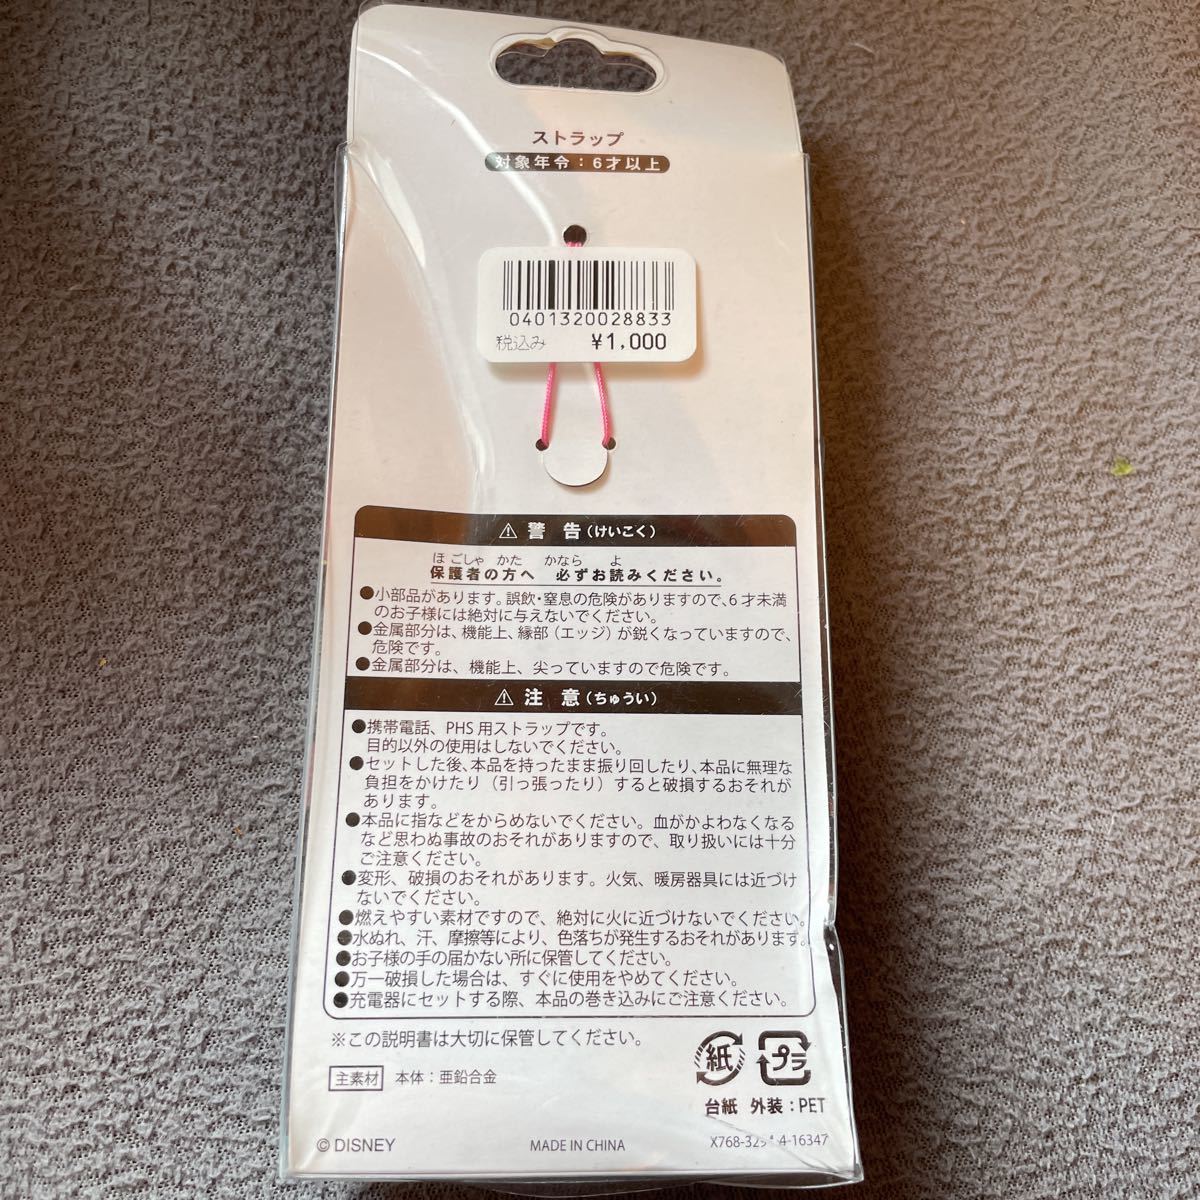 ストラップ
対象年令：6才以上
0401320028833
税込み ¥1,000
⚠ 警 告（けいこく）
ほ ごしゃ かた かなら よ
保護者の方へ 必ずお読みください。
●小部品があります。誤飲・窒息の危険がありますので、6才未満
のお子様には絶対に与えないでください。
●金属部分は、機能上、縁部（エッジ）が鋭くなっていますので、
危険です。
●金属部分は、機能上、尖っていますので危険です。
⚠ 注 意（ちゅうい）
●携帯電話、PHS用ストラップです。
目的以外の使用はしないでください。
●セットした後、本品を持ったまま振り回したり、本品に無理な
負担をかけたり（引っ張ったり）すると破損するおそれが
あります。
●本品に指などをからめないでください。血がかよわなくなる
など思わぬ事故のおそれがありますので、取り扱いには十分
ご注意ください。
●変形、破損のおそれがあります。火気、暖房器具には近づけ
ないでください。
●燃えやすい素材ですので、絶対に火に近づけないでください。
●水ぬれ、汗、摩擦等により、色落ちが発生するおそれがあります。
●お子様の手の届かない所に保管してください。
●万一破損した場合は、すぐに使用をやめてください。
●充電器にセットする際、本品の巻き込みにご注意ください。
※この説明書は大切に保管してください。
紙 プラ
主素材 本体：亜鉛合金
台紙 外装：PET
© DISNEY MADE IN CHINA